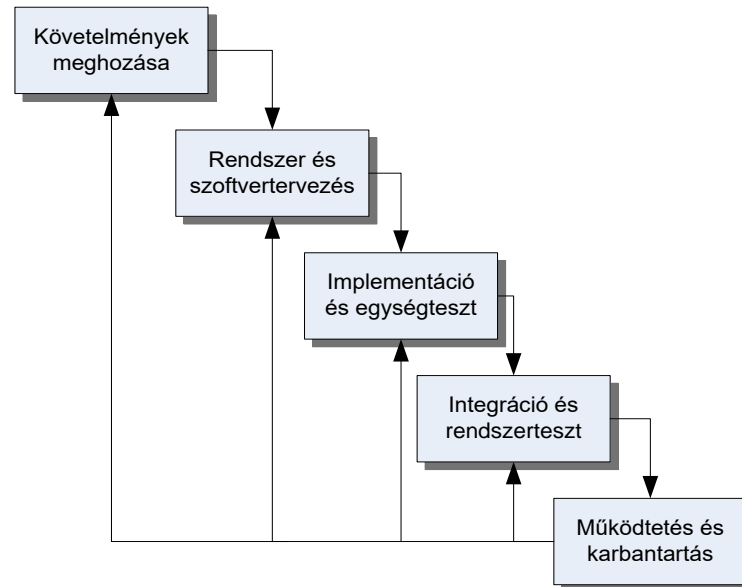 Követelmények
meghozása
Rendszer és
szoftvertervezés
Implementáció
és egységteszt
Integráció és
rendszerteszt
Működtetés és
karbantartás